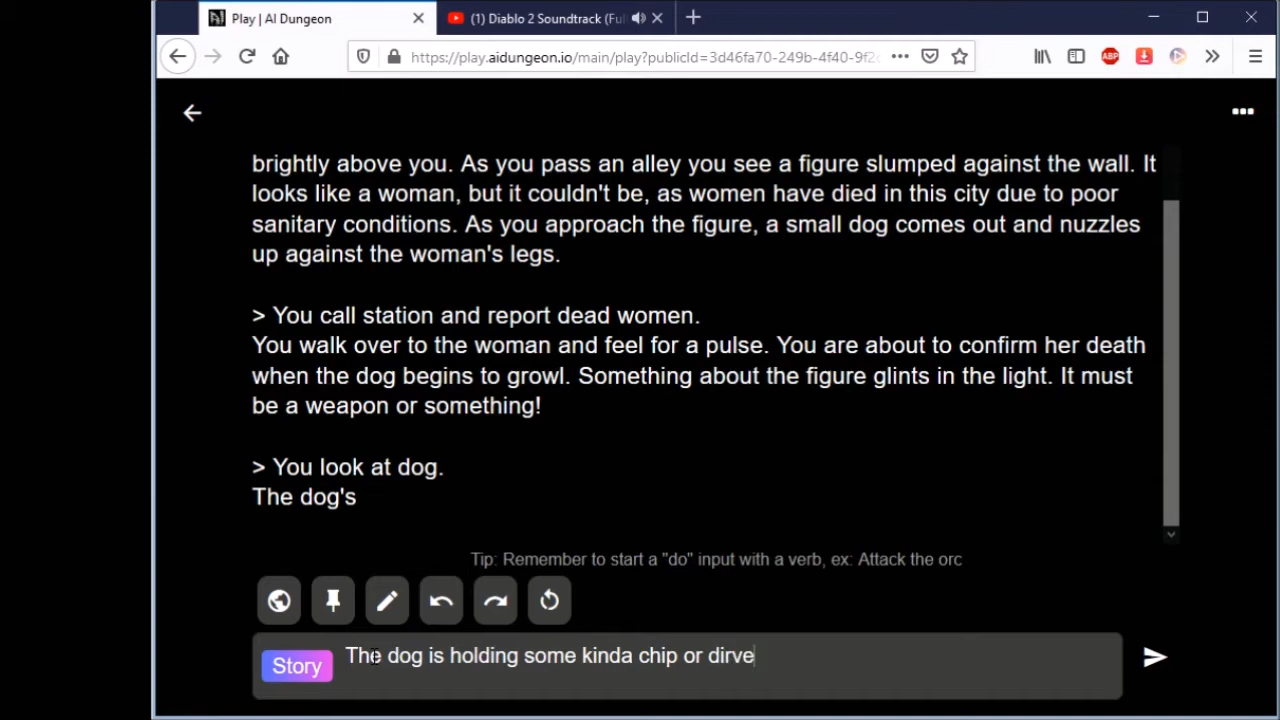 Play | AI Dungeon
(1) Diablo 2 Soundtrack (Ful
https://play.aidungeon.io/main/play?publicId=3d46fa70-249b-4f40-9f2c
ABP
brightly above you. As you pass an alley you see a figure slumped against the wall. It
looks like a woman, but it couldn't be, as women have died in this city due to poor
sanitary conditions. As you approach the figure, a small dog comes out and nuzzles
up against the woman's legs.
> You call station and report dead women.
You walk over to the woman and feel for a pulse. You are about to confirm her death
when the dog begins to growl. Something about the figure glints in the light. It must
be a weapon or something!
> You look at dog.
The dog's
Tip: Remember to start a "do" input with a verb, ex: Attack the orc
Story
The dog is holding some kinda chip or dirve